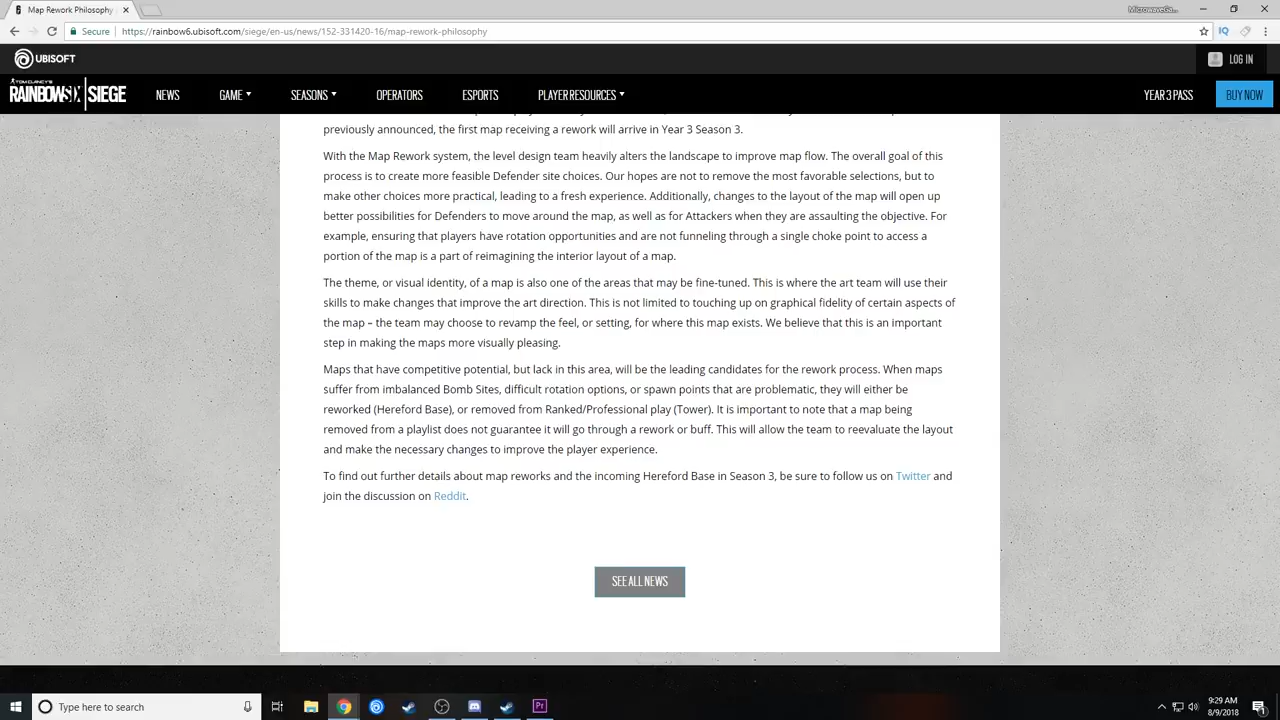 Map Rework Philosophy
MicrowaveGa...
Secure
https://rainbow6.ubisoft.com/siege/en-us/news/152-331420-16/map-rework-philosophy
UBISOFT
LOG IN
TOM CLANCY'S
RAINBOW SIX SIEGE
NEWS
GAME
SEASONS
OPERATORS
ESPORTS
PLAYER RESOURCES
YEAR 3 PASS
BUY NOW
previously announced, the first map receiving a rework will arrive in Year 3 Season 3.
With the Map Rework system, the level design team heavily alters the landscape to improve map flow. The overall goal of this
process is to create more feasible Defender site choices. Our hopes are not to remove the most favorable selections, but to
make other choices more practical, leading to a fresh experience. Additionally, changes to the layout of the map will open up
better possibilities for Defenders to move around the map, as well as for Attackers when they are assaulting the objective. For
example, ensuring that players have rotation opportunities and are not funneling through a single choke point to access a
portion of the map is a part of reimagining the interior layout of a map.
The theme, or visual identity, of a map is also one of the areas that may be fine-tuned. This is where the art team will use their
skills to make changes that improve the art direction. This is not limited to touching up on graphical fidelity of certain aspects of
the map – the team may choose to revamp the feel, or setting, for where this map exists. We believe that this is an important
step in making the maps more visually pleasing.
Maps that have competitive potential, but lack in this area, will be the leading candidates for the rework process. When maps
suffer from imbalanced Bomb Sites, difficult rotation options, or spawn points that are problematic, they will either be
reworked (Hereford Base), or removed from Ranked/Professional play (Tower). It is important to note that a map being
removed from a playlist does not guarantee it will go through a rework or buff. This will allow the team to reevaluate the layout
and make the necessary changes to improve the player experience.
To find out further details about map reworks and the incoming Hereford Base in Season 3, be sure to follow us on Twitter and
join the discussion on Reddit.
SEE ALL NEWS
Type here to search
9:29 AM
8/9/2018